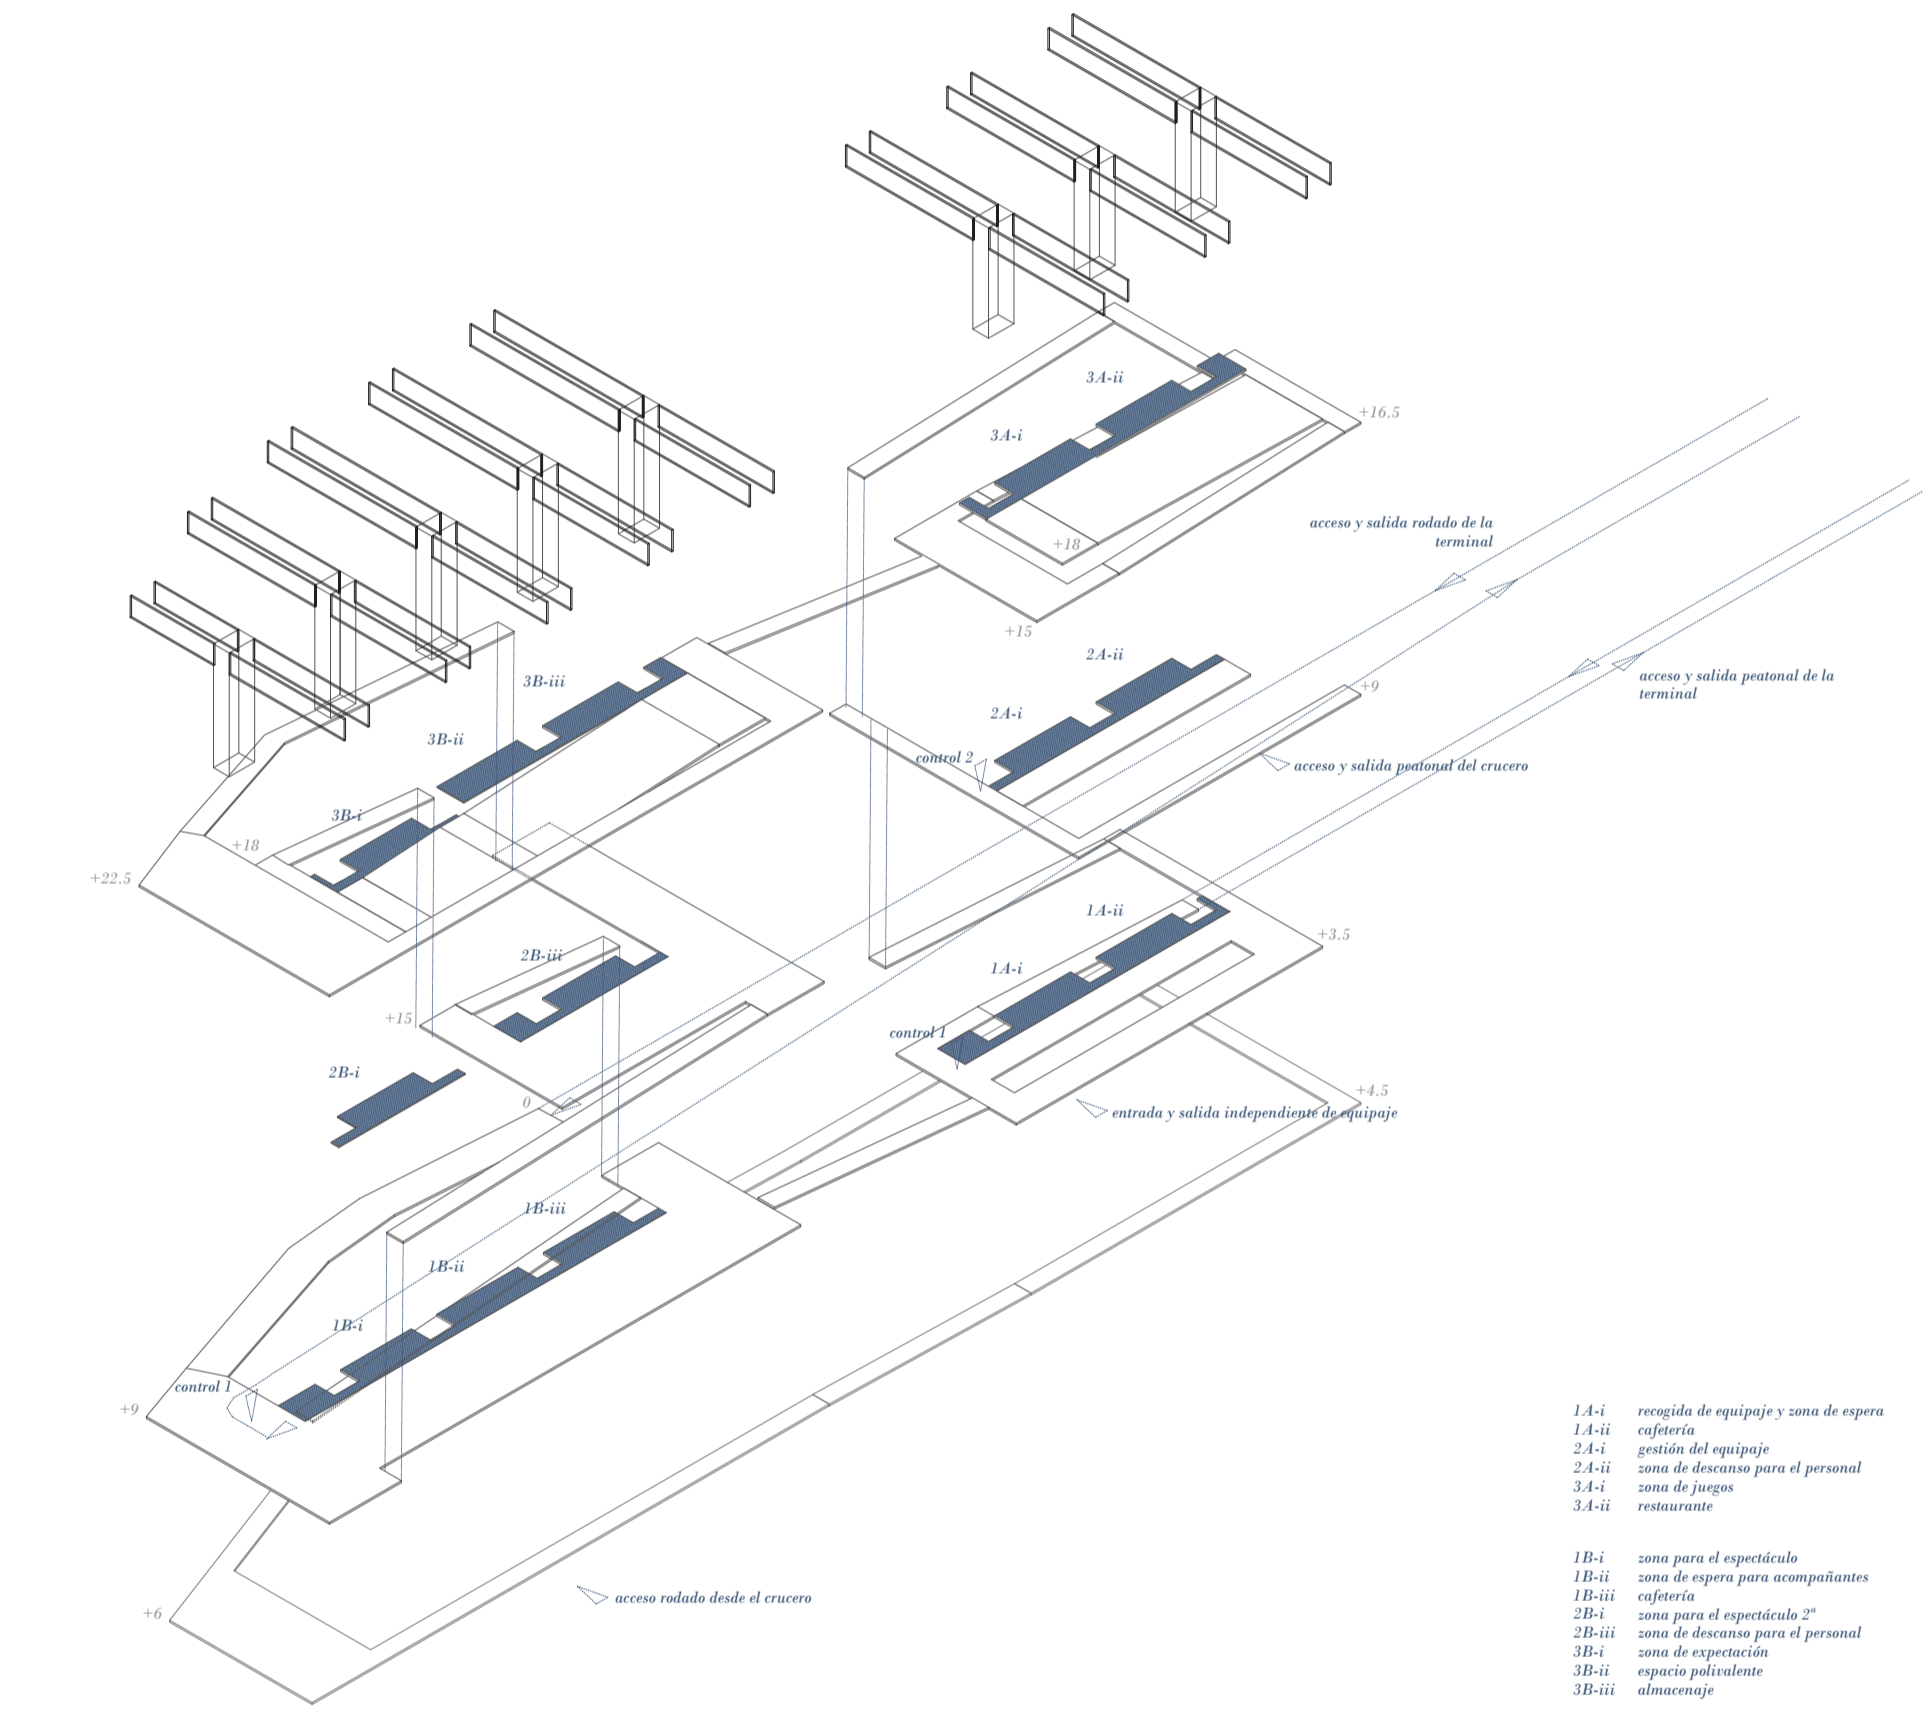 3A-ii
+16.5
3A-i
acceso y salida rodado de la
terminal
+18
+15
2A-ii
acceso y salida peatonal de la
terminal
3B-iii
+9
2A-i
3B-ii
control 2
acceso y salida peatonal del crucero
3B-i
+18
+22.5
1A-ii
+3.5
2B-iii
1A-i
+15
control 1
2B-i
+4.5
0
entrada y salida independiente de equipaje
1B-iii
1B-ii
1B-i
control 1
+9
acceso rodado desde el crucero
+6
1A-i recogida de equipaje y zona de espera
1A-ii cafetería
2A-i gestión del equipaje
2A-ii zona de descanso para el personal
3A-i zona de juegos
3A-ii restaurante
1B-i zona para el espectáculo
1B-ii zona de espera para acompañantes
1B-iii cafetería
2B-i zona para el espectáculo 2ª
2B-iii zona de descanso para el personal
3B-i zona de expectación
3B-ii espacio polivalente
3B-iii almacenaje